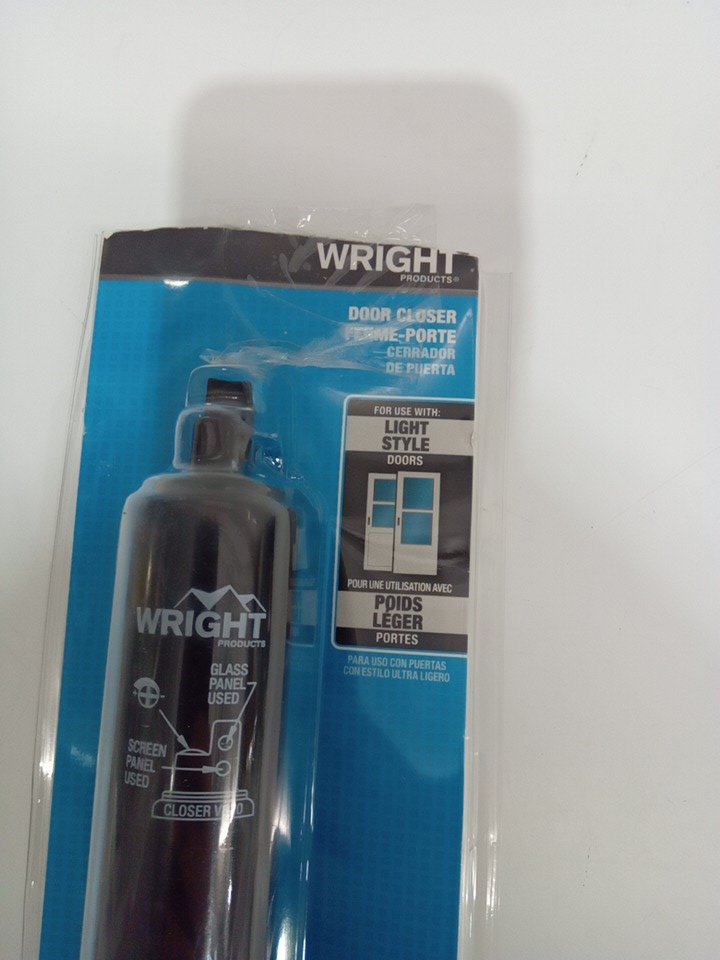 WRIGHT
PRODUCTS®
DOOR CLOSER
FERME-PORTE
CERRADOR
DE PUERTA
FOR USE WITH:
LIGHT
STYLE
DOORS
POUR UNE UTILISATION AVEC
POIDS
LÉGER
PORTES
PARA USO CON PUERTAS
CON ESTILO ULTRA LIGERO
WRIGHT
PRODUCTS
GLASS
PANEL
USED
SCREEN
PANEL
USED
CLOSER